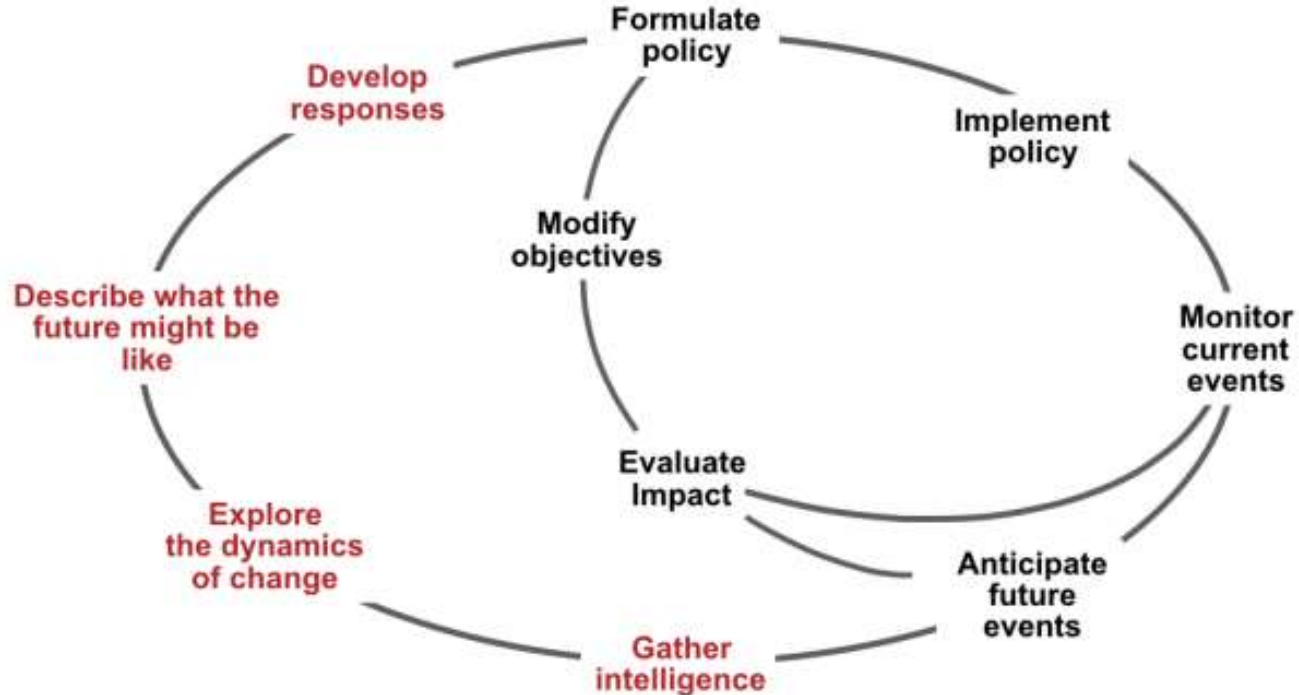 Formulate
policy
Develop
responses
Implement
policy
Modify
objectives
Describe what the
future might be
like
Monitor
current
events
Evaluate
Impact
Explore
the dynamics
of change
Anticipate
future
events
Gather
intelligence